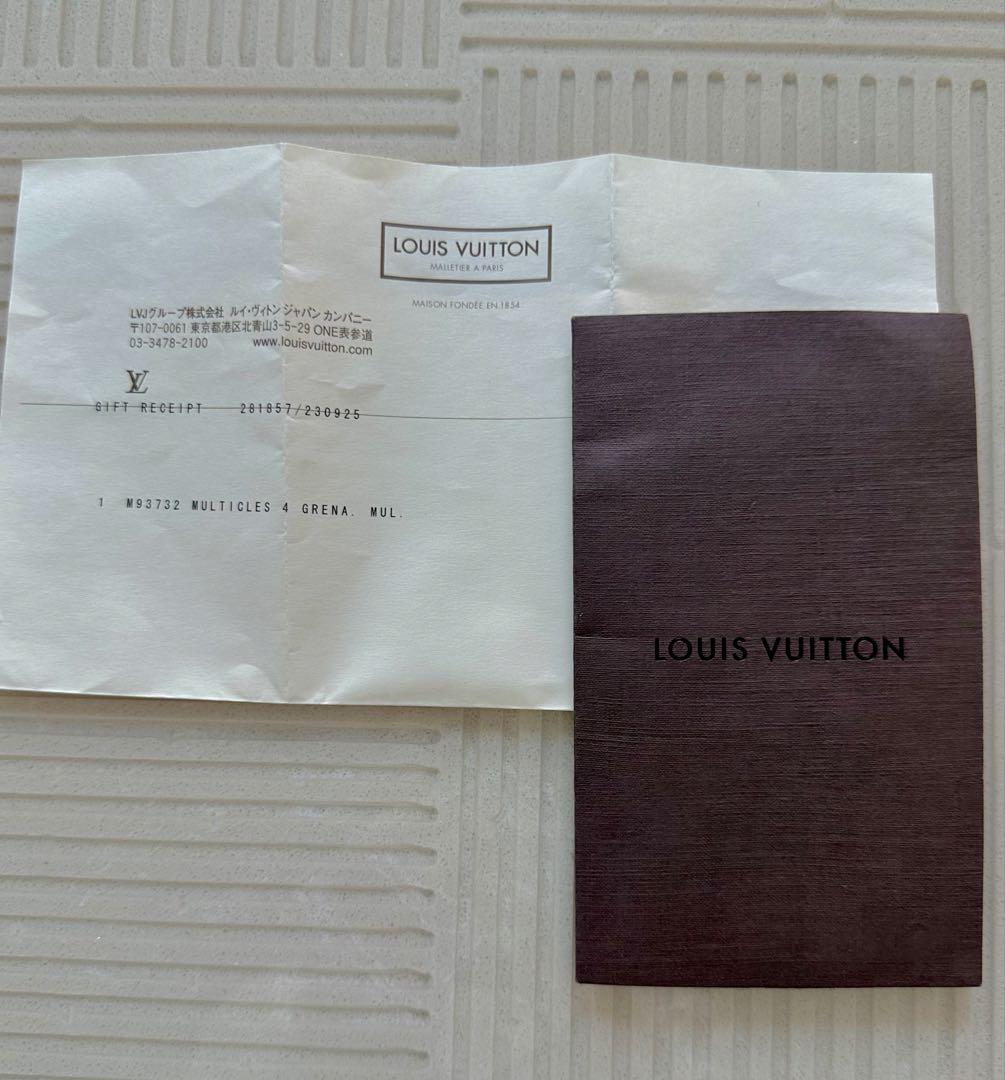 LOUIS VUITTON
MALLETIER A PARIS
MAISON FONDÉE EN 1854
LVJグループ株式会社 ルイ・ヴィトン ジャパン カンパニー
〒107-0061 東京都港区北青山3-5-29 ONE表参道
03-3478-2100 www.louisvuitton.com
LV
GIFT RECEIPT 281857/230925
1 M93732 MULTICLES 4 GRENA. MUL.
LOUIS VUITTON